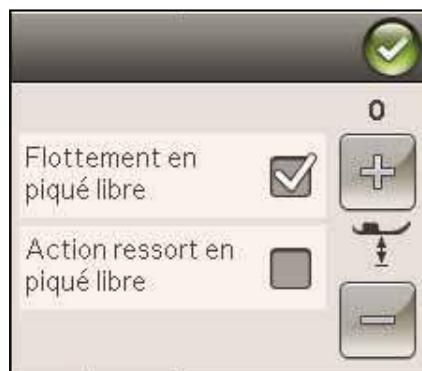 0
Flottement en
piqué libre
Action ressort en
piqué libre